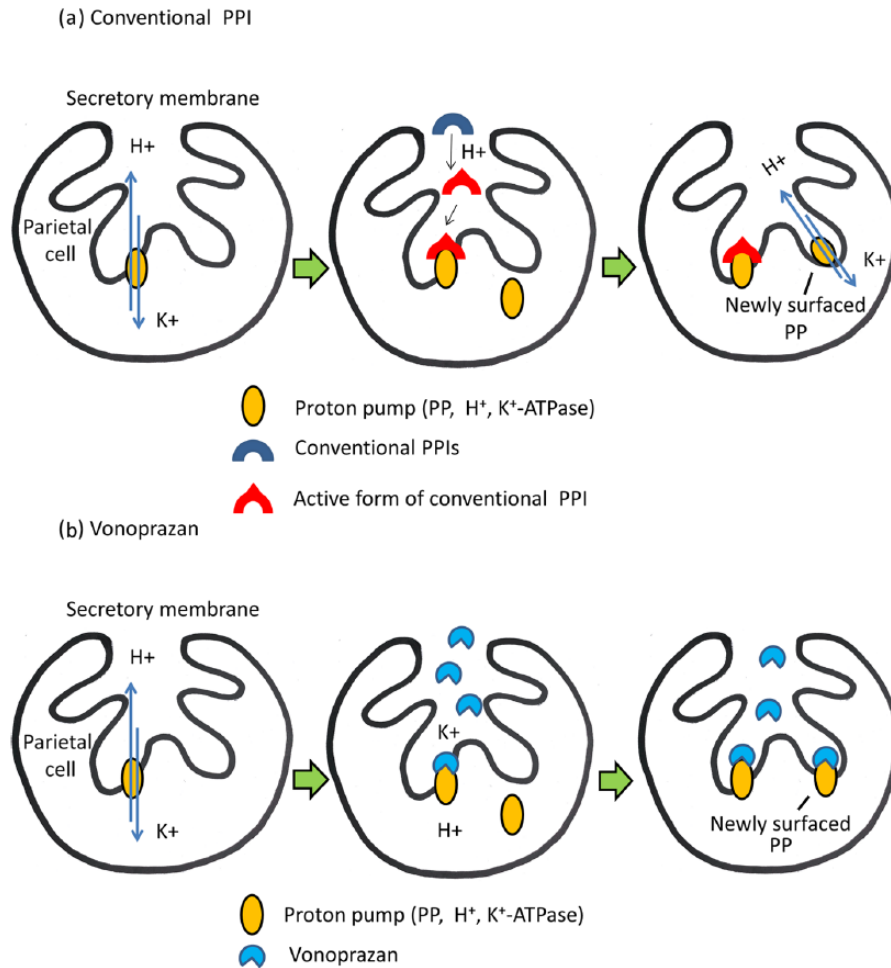 (a) Conventional PPI
Secretory membrane
H+
Parietal
cell
K+
H+
H+
K+
Newly surfaced
PP
Proton pump (PP, H⁺, K⁺-ATPase)
Conventional PPIs
Active form of conventional PPI
(b) Vonoprazan
Secretory membrane
H+
Parietal
cell
K+
K+
H+
Newly surfaced
PP
Proton pump (PP, H⁺, K⁺-ATPase)
Vonoprazan